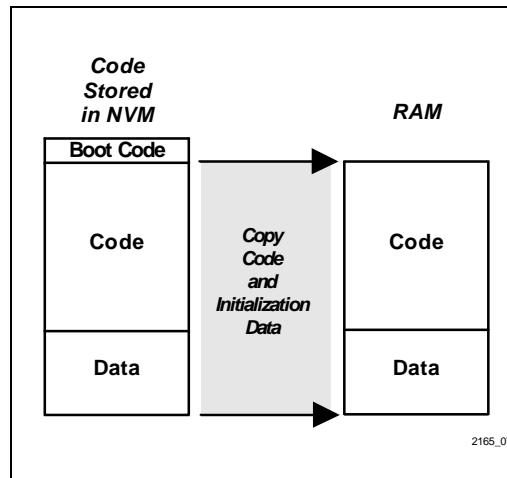 Code
Stored
in NVM
RAM
Boot Code
Code
Copy
Code
and
Initialization
Data
Code
Data
Data